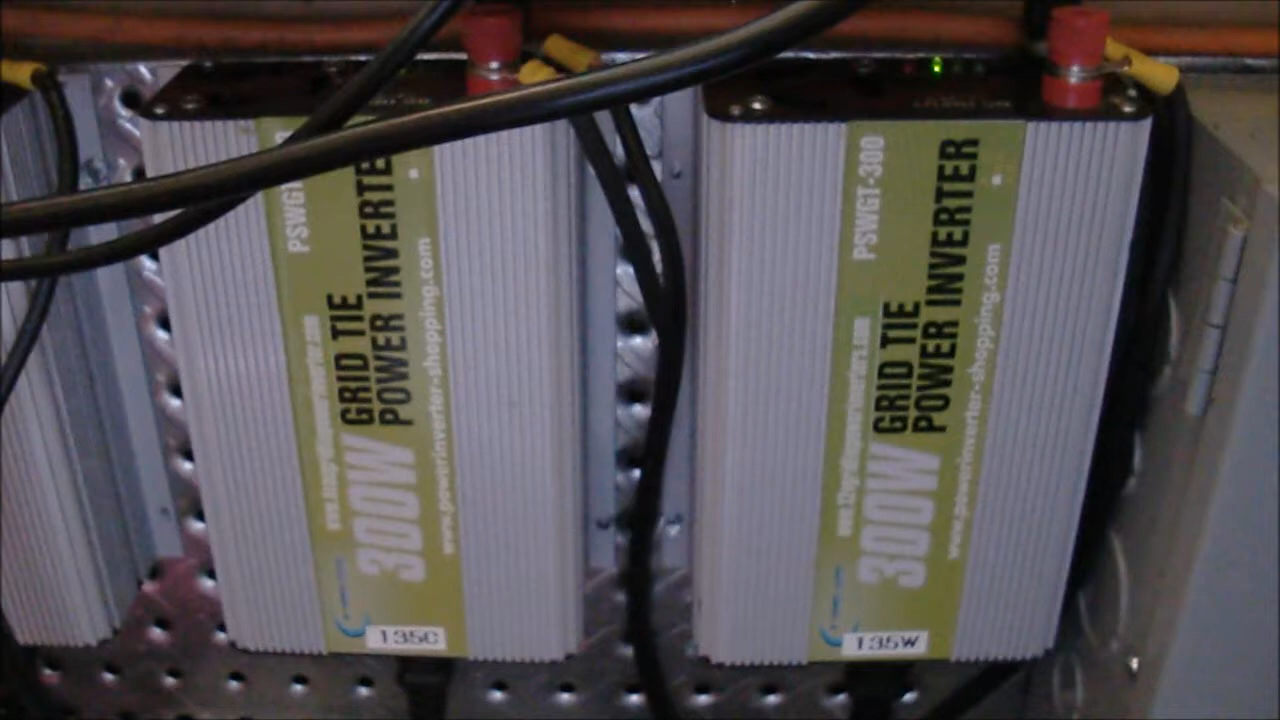 PSWGT
GRID TIE
POWER INVERTE
300W
www.powerinverter-shopping.com
135C
PSWGT-300
GRID TIE
POWER INVERTER
300W
www.powerinverter-shopping.com
135W